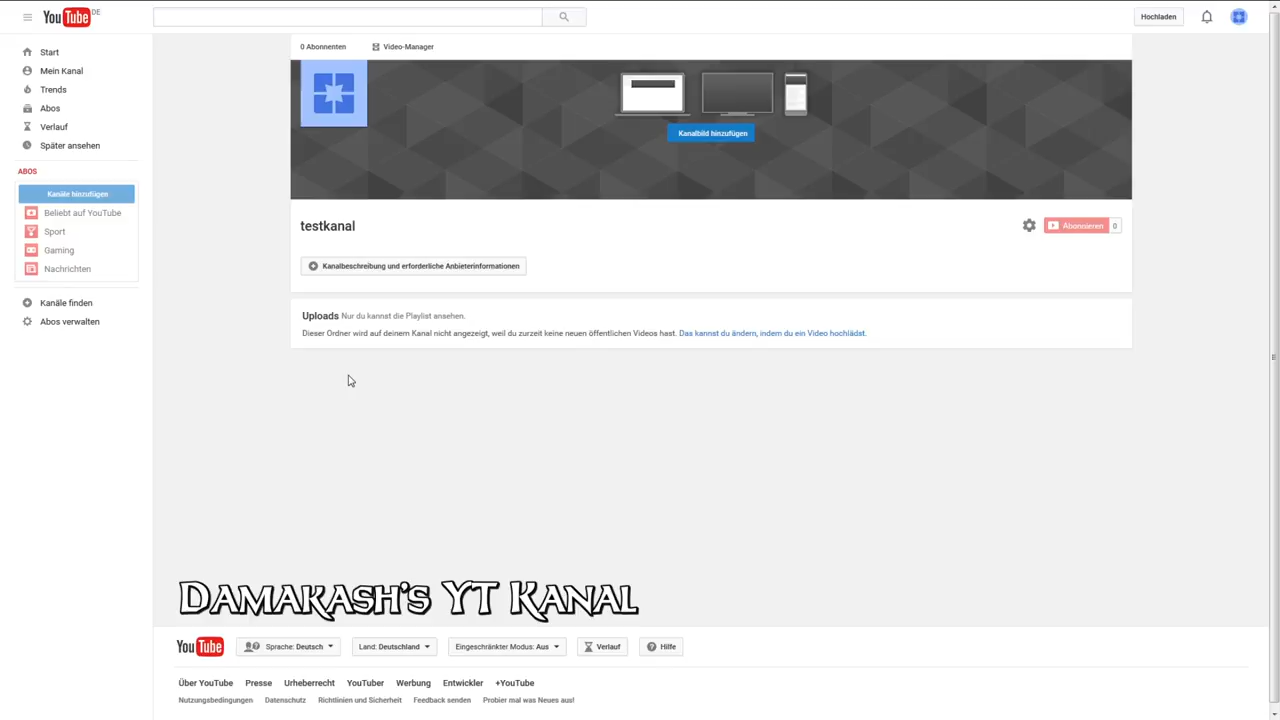 YouTube DE
Hochladen
Start
Mein Kanal
Trends
Abos
Verlauf
Später ansehen
ABOS
Kanäle hinzufügen
Beliebt auf YouTube
Sport
Gaming
Nachrichten
Kanäle finden
Abos verwalten
0 Abonnenten
Video-Manager
Kanalbild hinzufügen
testkanal
Abonnieren 0
Kanalbeschreibung und erforderliche Anbieterinformationen
Uploads Nur du kannst die Playlist ansehen.
Dieser Ordner wird auf deinem Kanal nicht angezeigt, weil du zurzeit keine neuen öffentlichen Videos hast. Das kannst du ändern, indem du ein Video hochlädst.
Damakash's YT Kanal
YouTube
Sprache: Deutsch
Land: Deutschland
Eingeschränkter Modus: Aus
Verlauf
Hilfe
Über YouTube Presse Urheberrecht YouTuber Werbung Entwickler +YouTube
Nutzungsbedingungen Datenschutz Richtlinien und Sicherheit Feedback senden Probier mal was Neues aus!